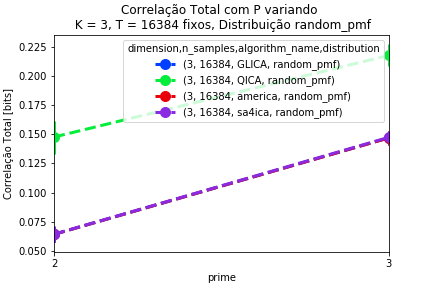 Correlação Total com P variando
K = 3, T = 16384 fixos, Distribuição random_pmf
dimension,n_samples,algorithm_name,distribution
(3, 16384, GLICA, random_pmf)
(3, 16384, QICA, random_pmf)
(3, 16384, america, random_pmf)
(3, 16384, sa4ica, random_pmf)
Correlação Total [bits]
0.225
0.200
0.175
0.150
0.125
0.100
0.075
0.050
2
3
prime